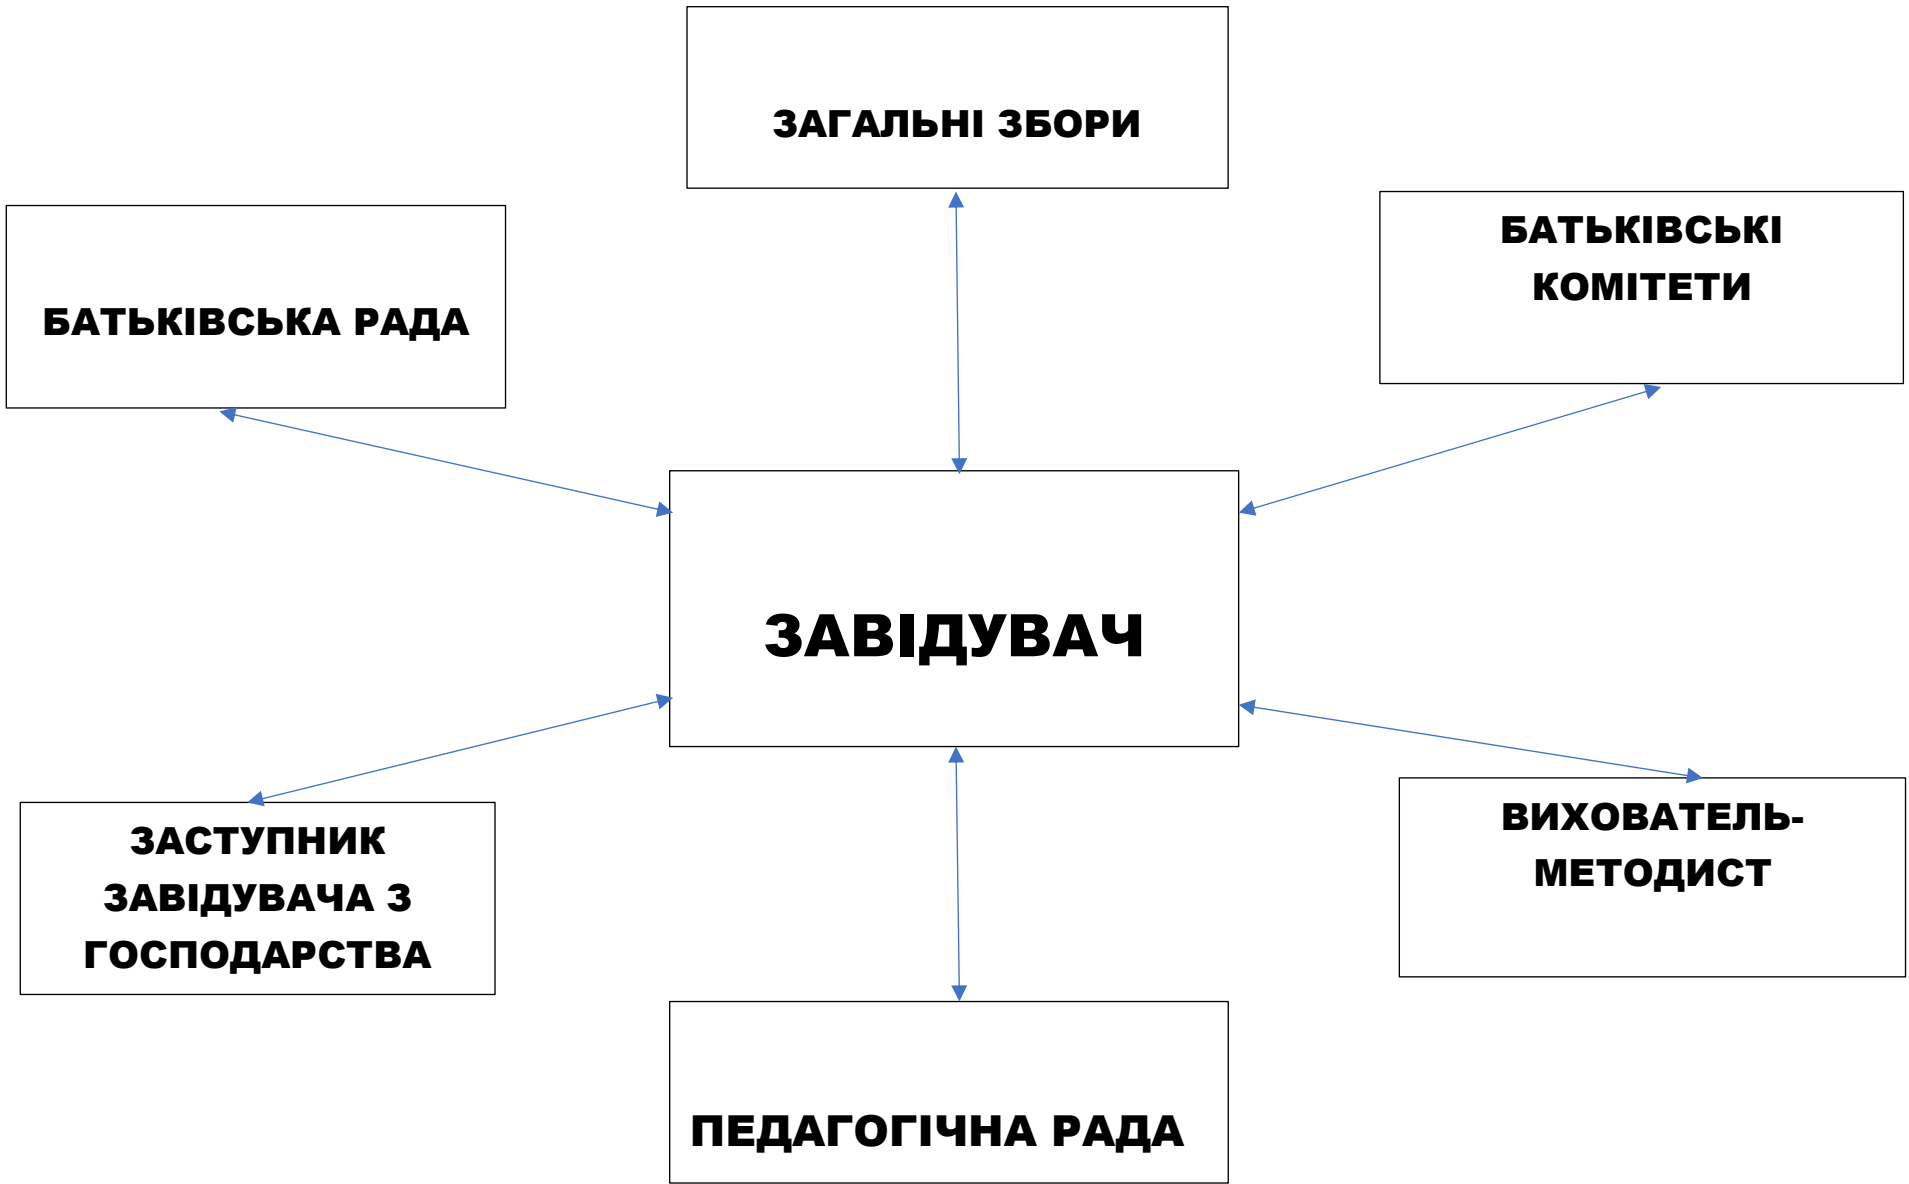 ЗАГАЛЬНІ ЗБОРИ
БАТЬКІВСЬКА РАДА
БАТЬКІВСЬКІ
КОМІТЕТИ
ЗАВІДУВАЧ
ЗАСТУПНИК
ЗАВІДУВАЧА З
ГОСПОДАРСТВА
ВИХОВАТЕЛЬ-
МЕТОДИСТ
ПЕДАГОГІЧНА РАДА